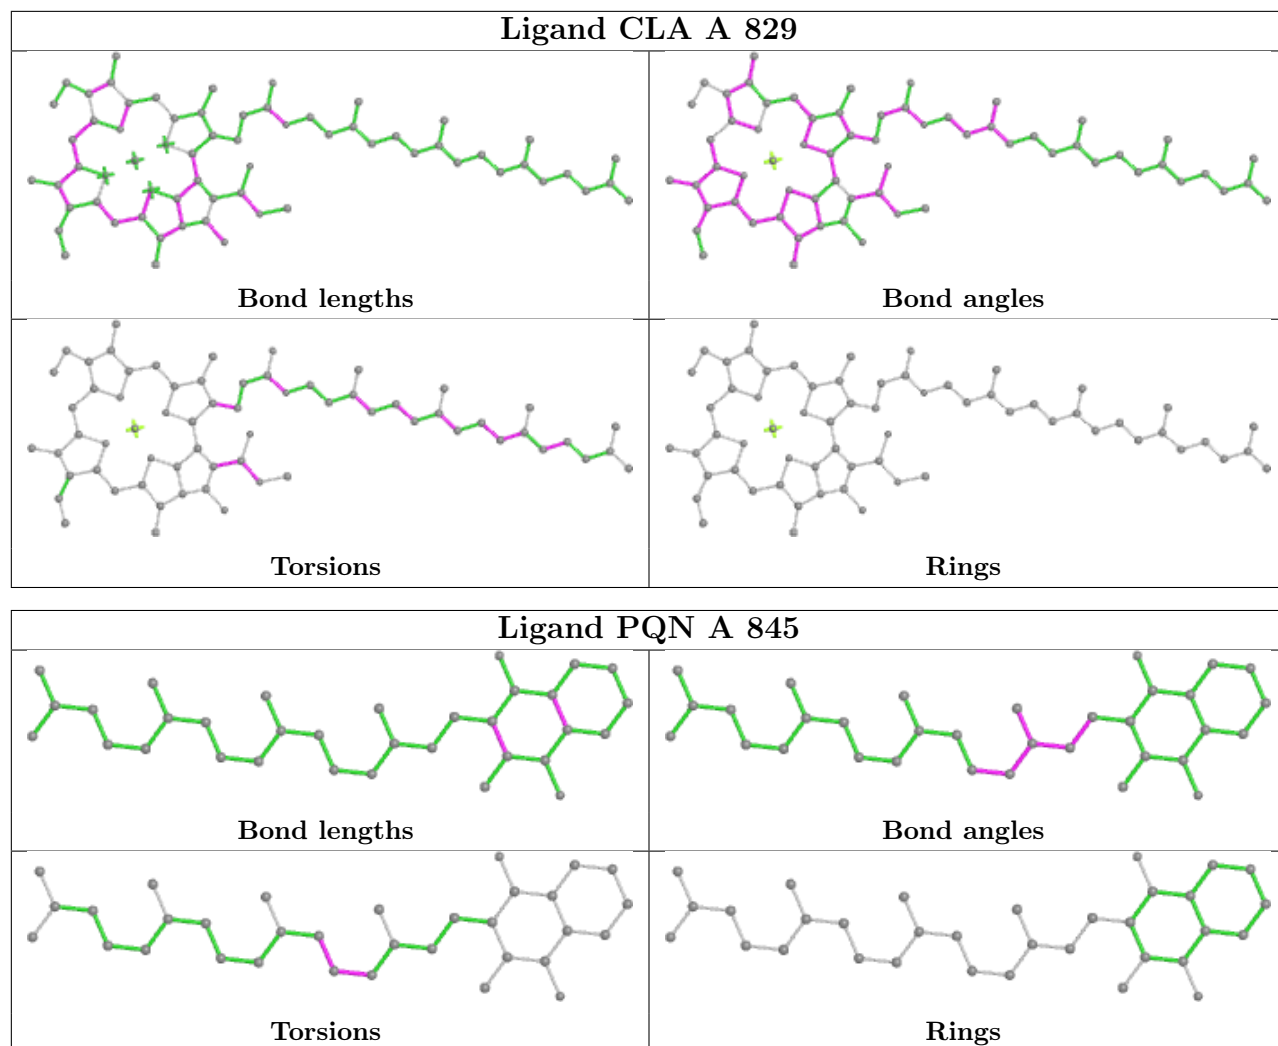 Ligand CLA A 829
Bond lengths
Bond angles
Torsions
Rings
Ligand PQN A 845
Bond lengths
Bond angles
Torsions
Rings